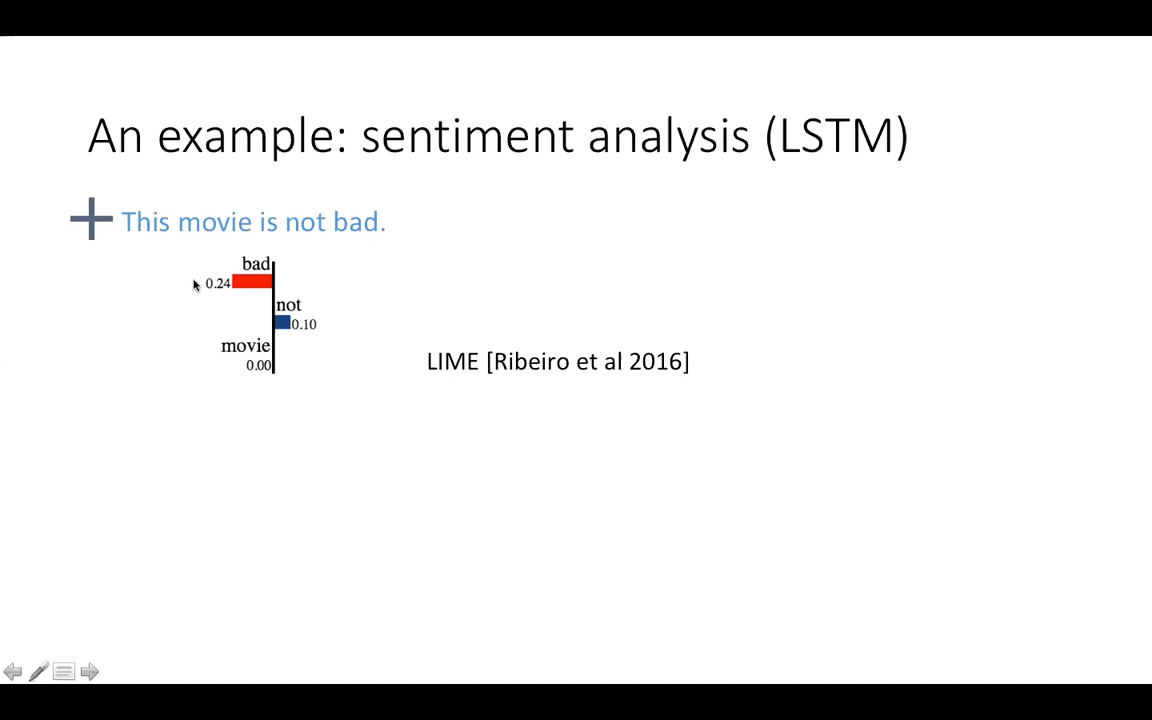 An example: sentiment analysis (LSTM)
This movie is not bad.
bad
0.24
not
0.10
movie
0.00
LIME [Ribeiro et al 2016]